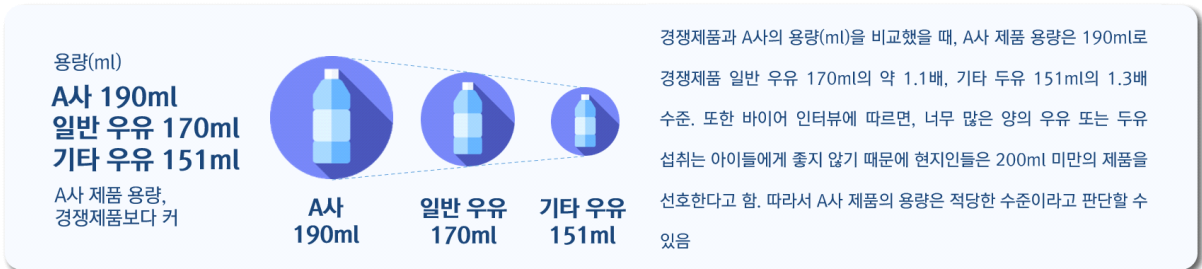 용량(ml)
A사 190ml
일반 우유 170ml
기타 우유 151ml
A사 제품 용량,
경쟁제품보다 커
A사
190ml
일반 우유
170ml
기타 우유
151ml
경쟁제품과 A사의 용량(ml)을 비교했을 때, A사 제품 용량은 190ml로
경쟁제품 일반 우유 170ml의 약 1.1배, 기타 두유 151ml의 1.3배
수준. 또한 바이어 인터뷰에 따르면, 너무 많은 양의 우유 또는 두유
섭취는 아이들에게 좋지 않기 때문에 현지인들은 200ml 미만의 제품을
선호한다고 함. 따라서 A사 제품의 용량은 적당한 수준이라고 판단할 수
있음